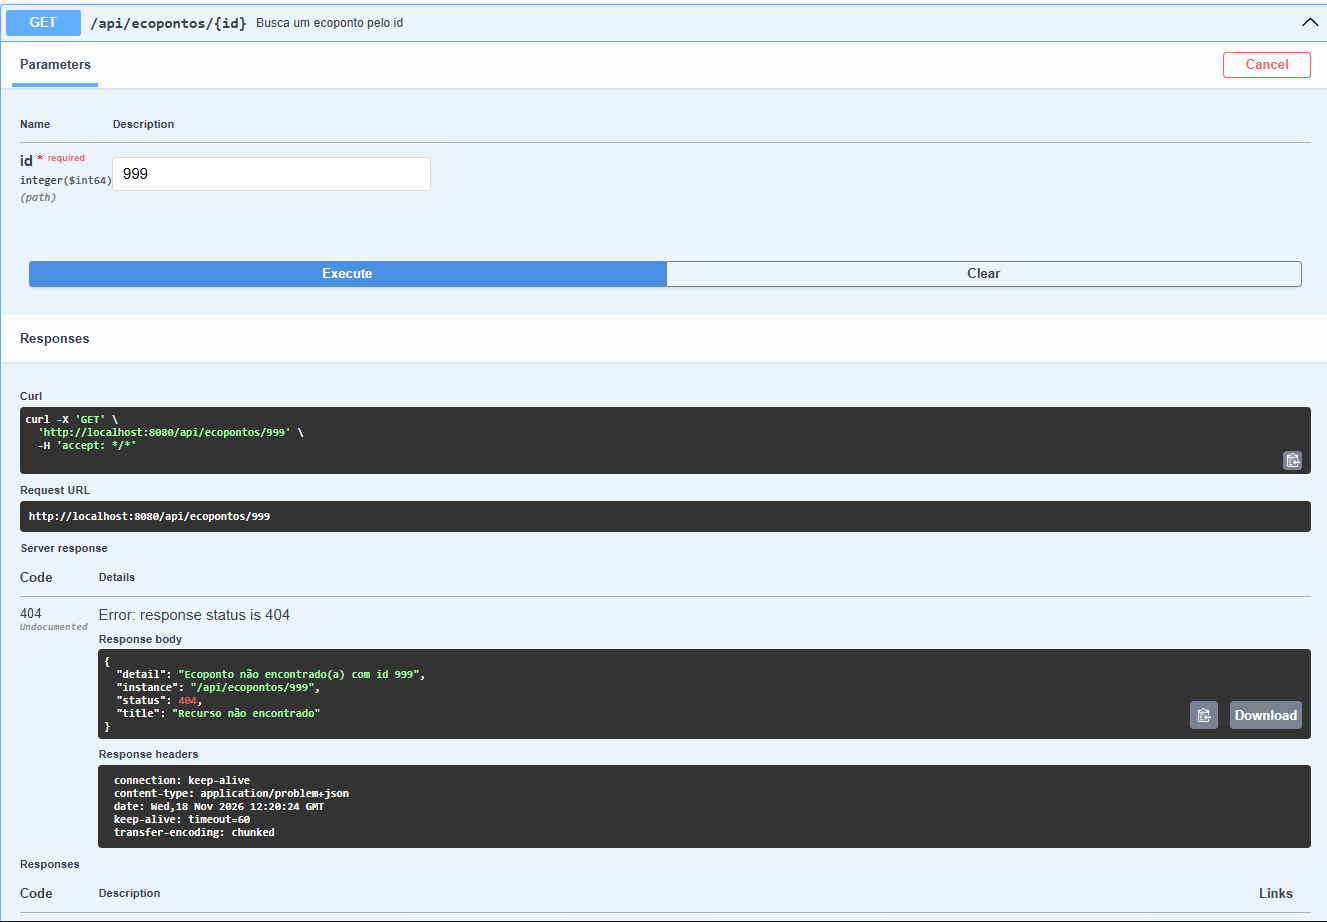 GET /api/ecopontos/{id} Busca um ecoponto pelo id
Parameters Cancel
Name Description
id * required
integer($int64)
(path)
999
Execute Clear
Responses
Curl
curl -X 'GET' \
  'http://localhost:8080/api/ecopontos/999' \
  -H 'accept: */*'
Request URL
http://localhost:8080/api/ecopontos/999
Server response
Code Details
404
Undocumented
Error: response status is 404
Response body
{
  "detail": "Ecoponto não encontrado(a) com id 999",
  "instance": "/api/ecopontos/999",
  "status": 404,
  "title": "Recurso não encontrado"
}
Download
Response headers
connection: keep-alive
content-type: application/problem+json
date: Wed,18 Nov 2026 12:20:24 GMT
keep-alive: timeout=60
transfer-encoding: chunked
Responses
Code Description Links